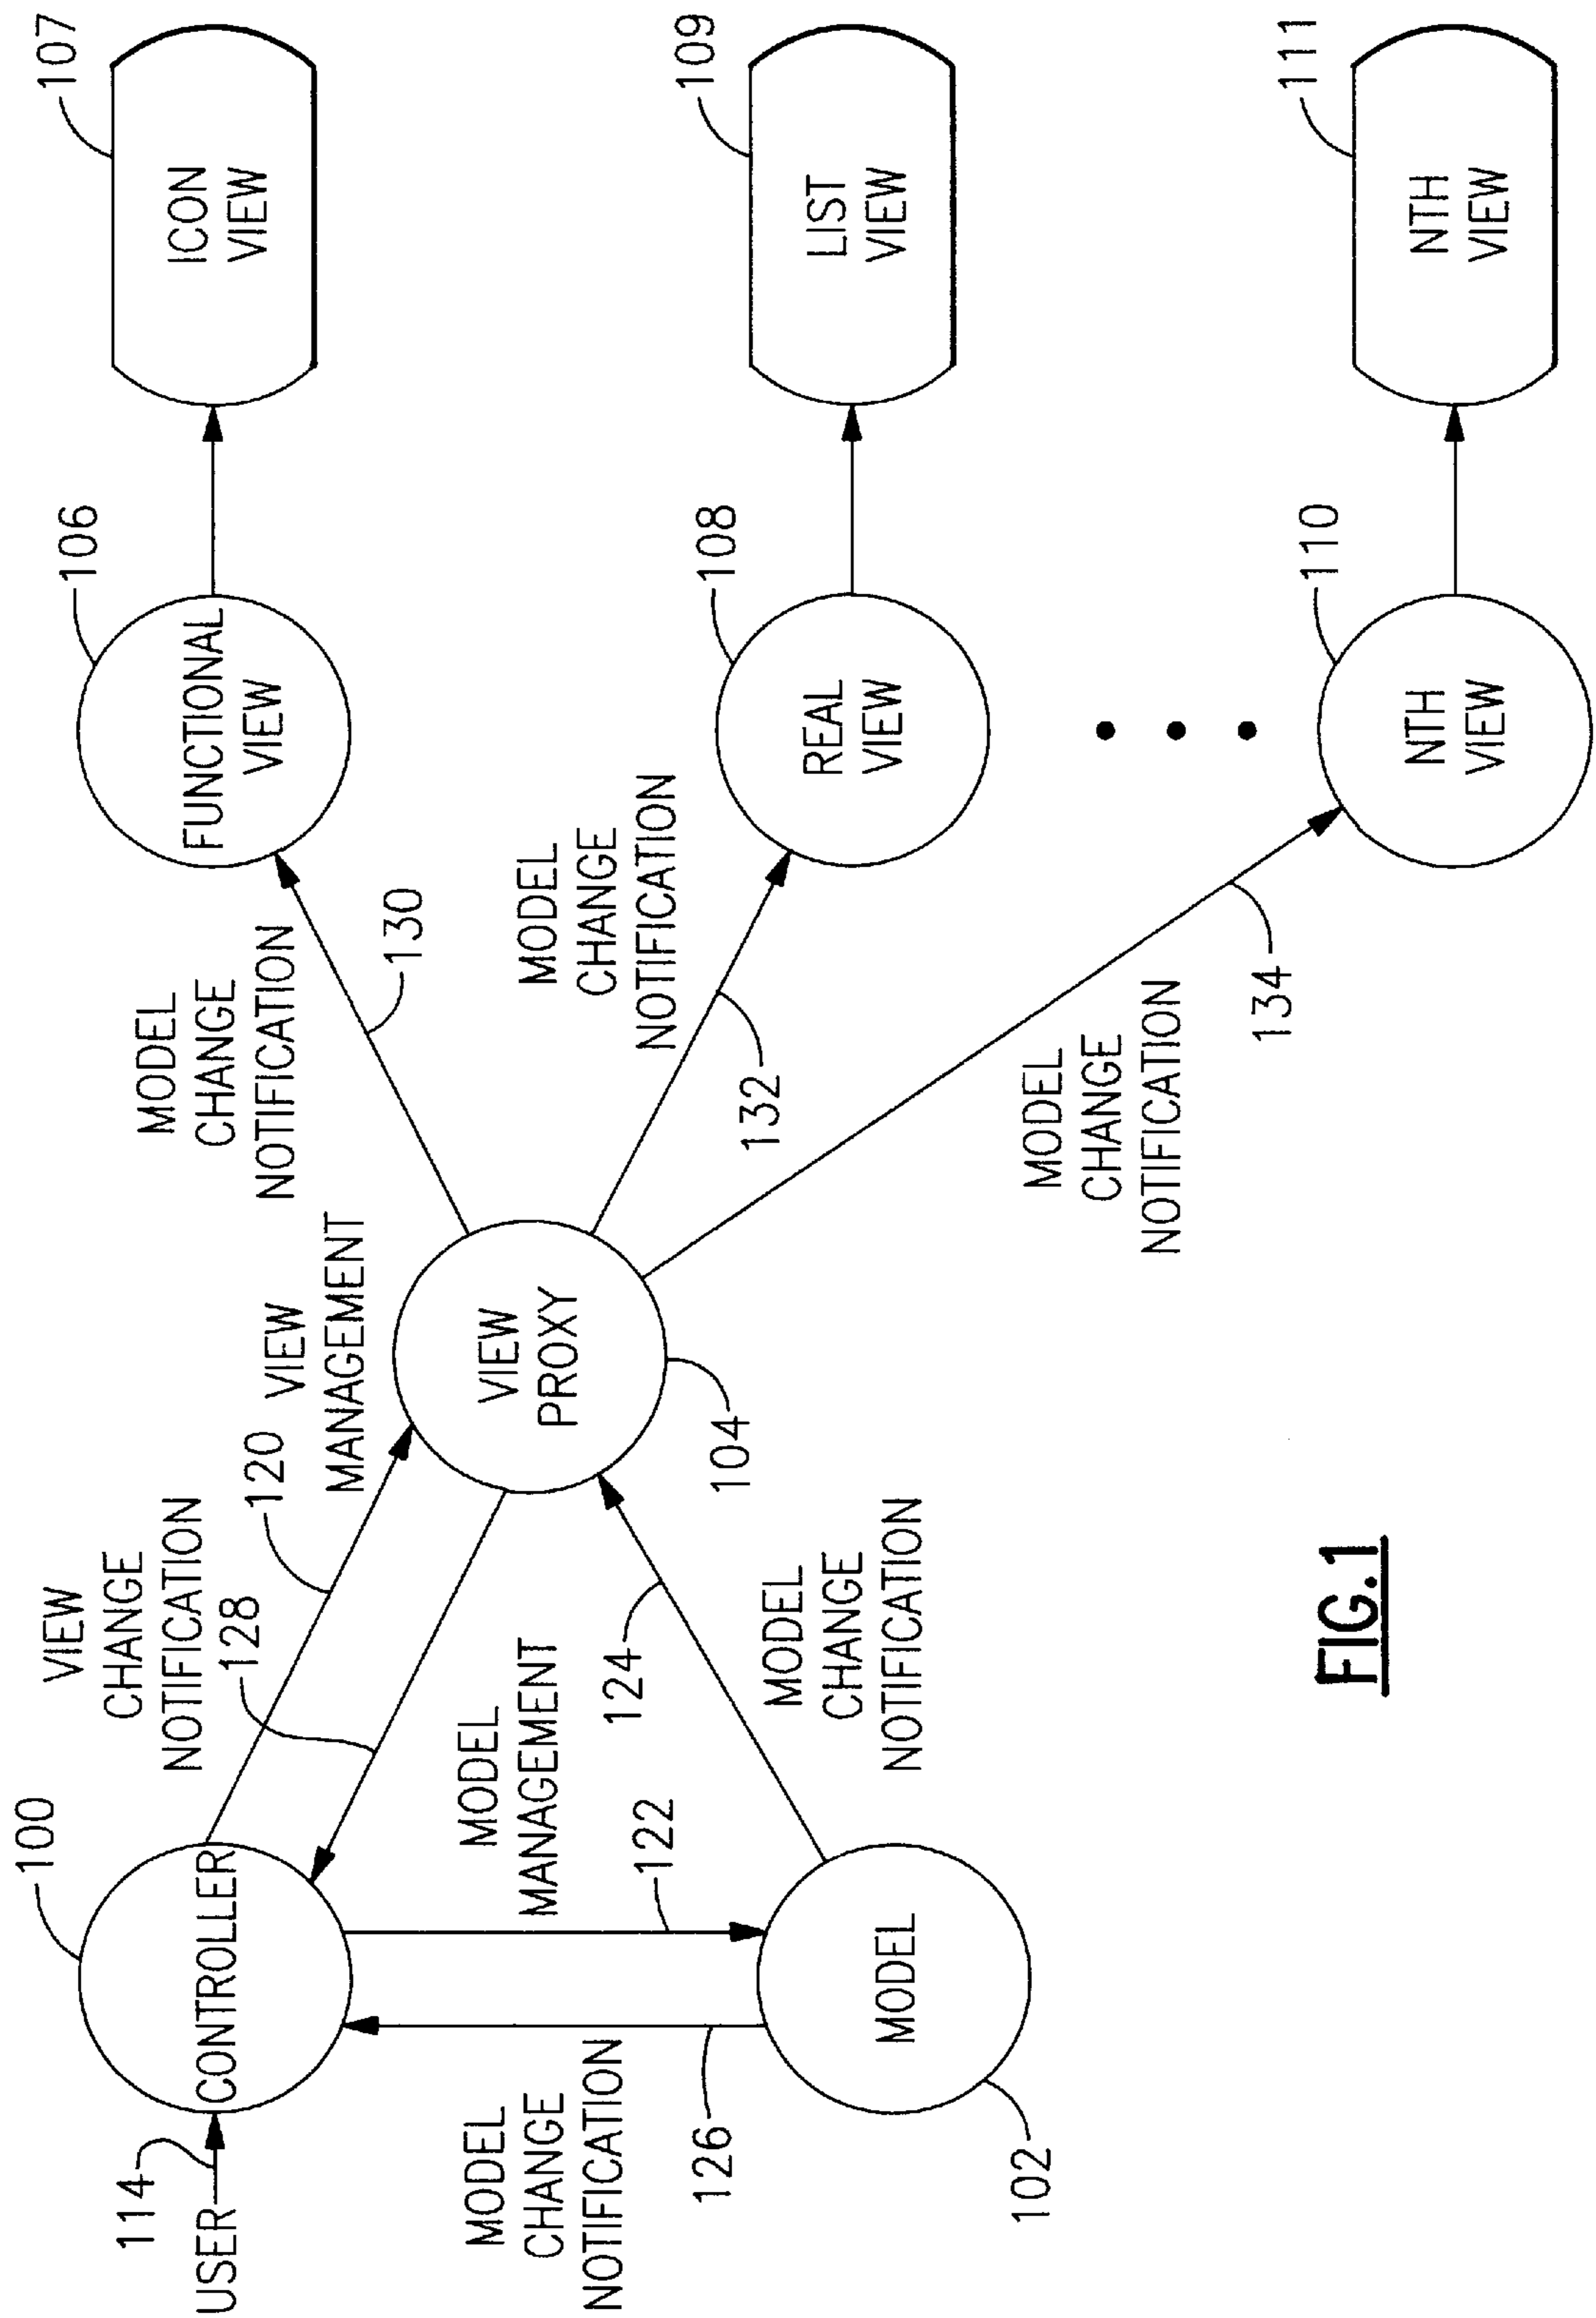 107
ICON
VIEW
109
LIST
VIEW
111
NTH
VIEW
106
FUNCTIONAL
VIEW
108
REAL
VIEW
110
NTH
VIEW
MODEL
CHANGE
NOTIFICATION
130
MODEL
CHANGE
NOTIFICATION
132
MODEL
CHANGE
NOTIFICATION
134
VIEW
MANAGEMENT
120
VIEW
PROXY
104
VIEW
CHANGE
NOTIFICATION
128
MODEL
MANAGEMENT
122
124
MODEL
CHANGE
NOTIFICATION
100
CONTROLLER
114
USER
MODEL
CHANGE
NOTIFICATION
126
MODEL
102
FIG.1